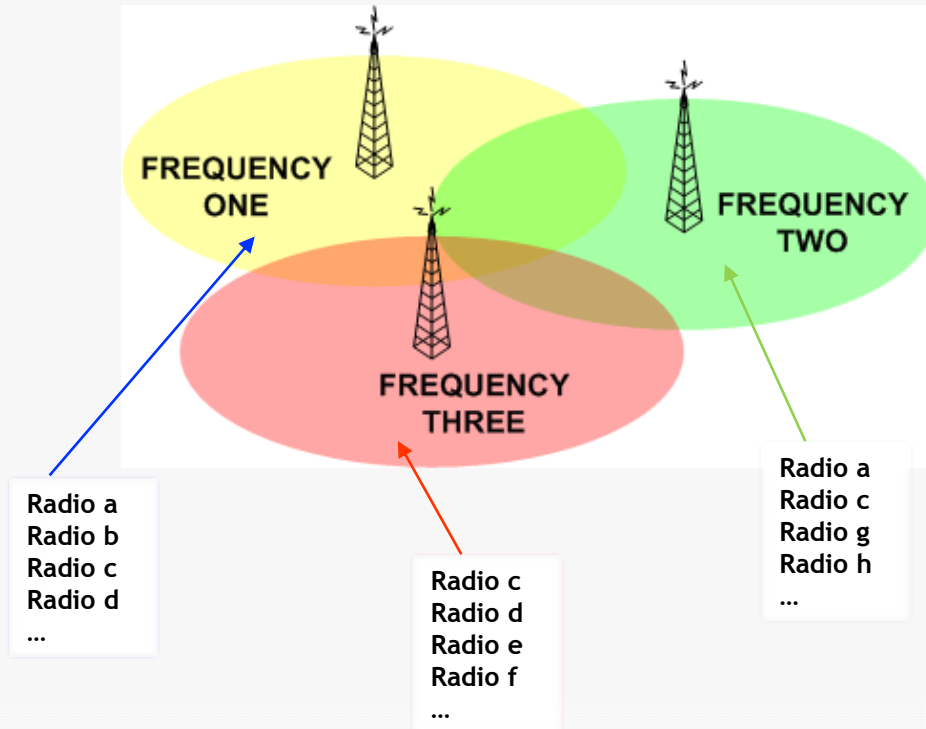 FREQUENCY
ONE
FREQUENCY
TWO
FREQUENCY
THREE
Radio a
Radio b
Radio c
Radio d
...
Radio c
Radio d
Radio e
Radio f
...
Radio a
Radio c
Radio g
Radio h
...